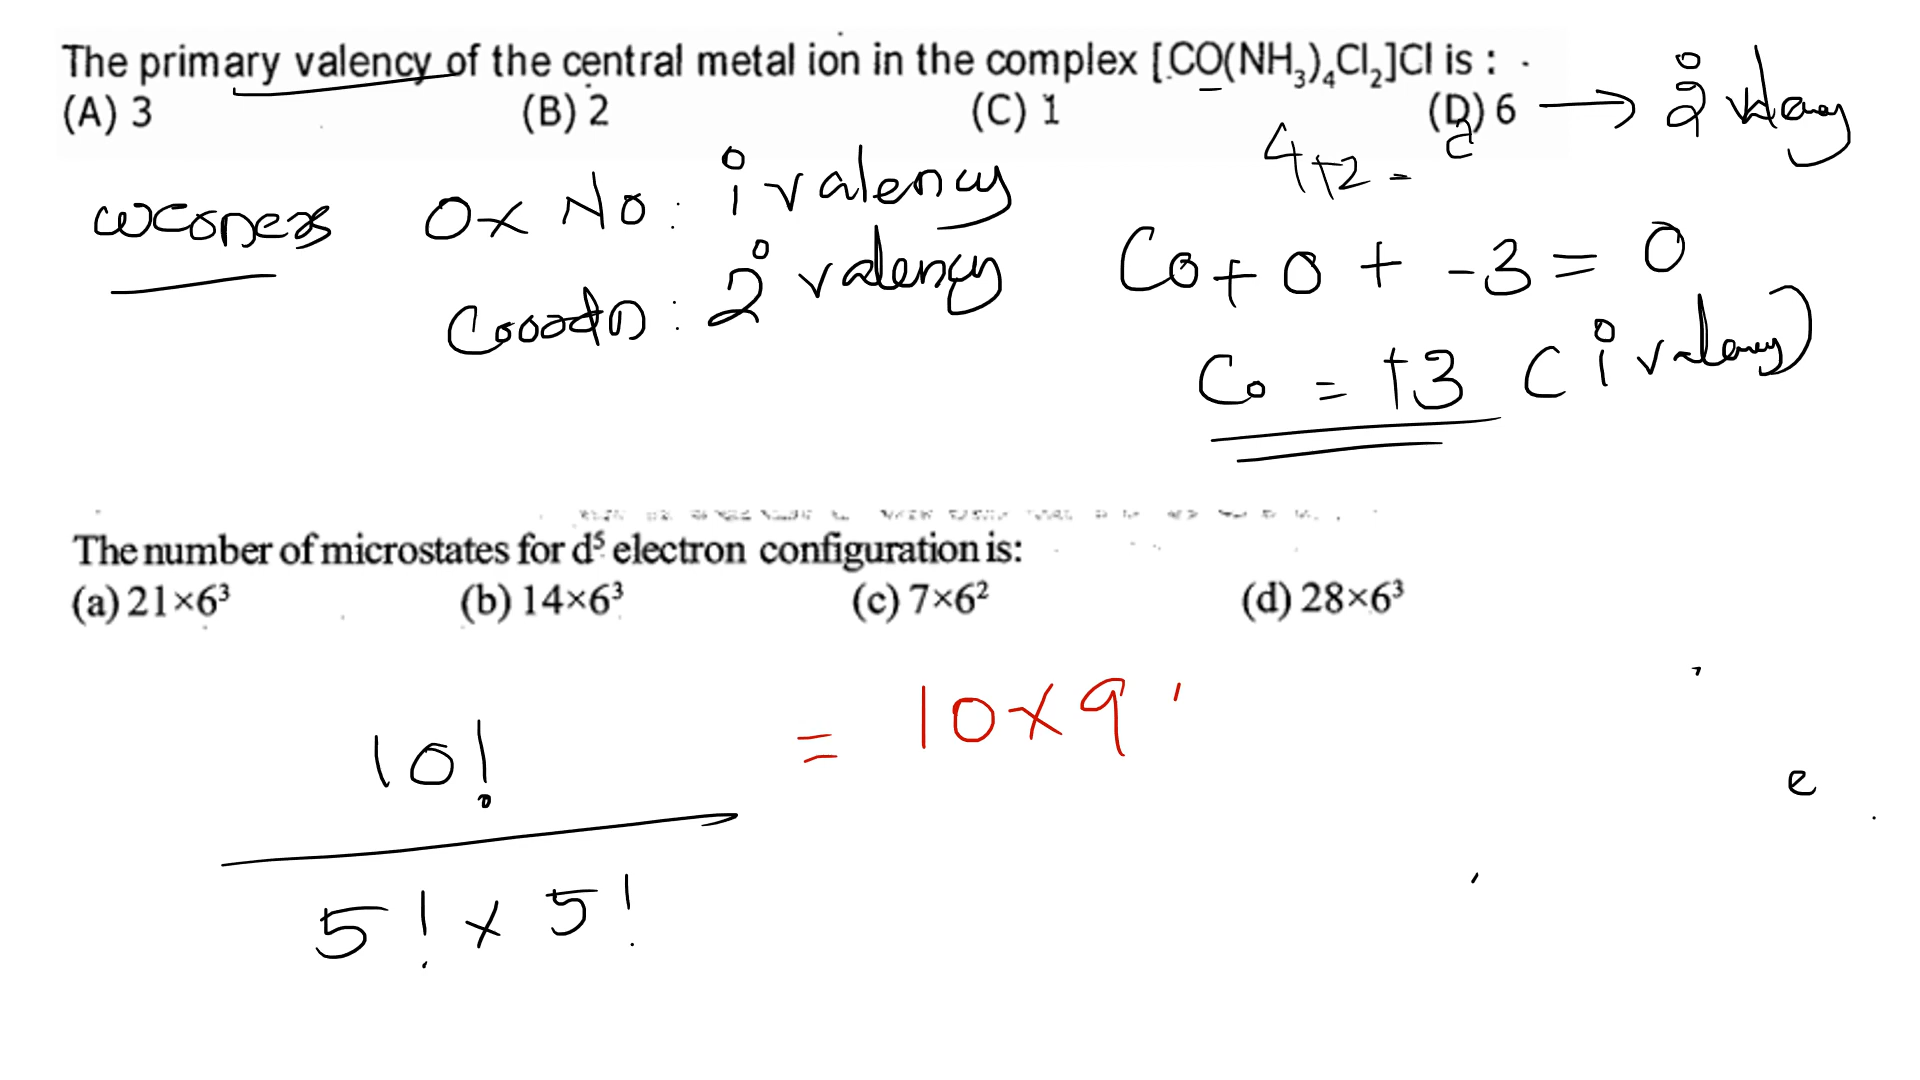 The primary valency of the central metal ion in the complex [CO(NH₃)₄Cl₂]Cl is :
(A) 3 (B) 2 (C) 1 (D) 6 → 2° valency
4+2 =
Ox No : 1° valency
2° valency
Co + 0 + -3 = 0
Co = +3 (1° valency)
The number of microstates for d⁵ electron configuration is:
(a) 21×6³ (b) 14×6³ (c) 7×6² (d) 28×6³
10! = 10×9
5! × 5!
e